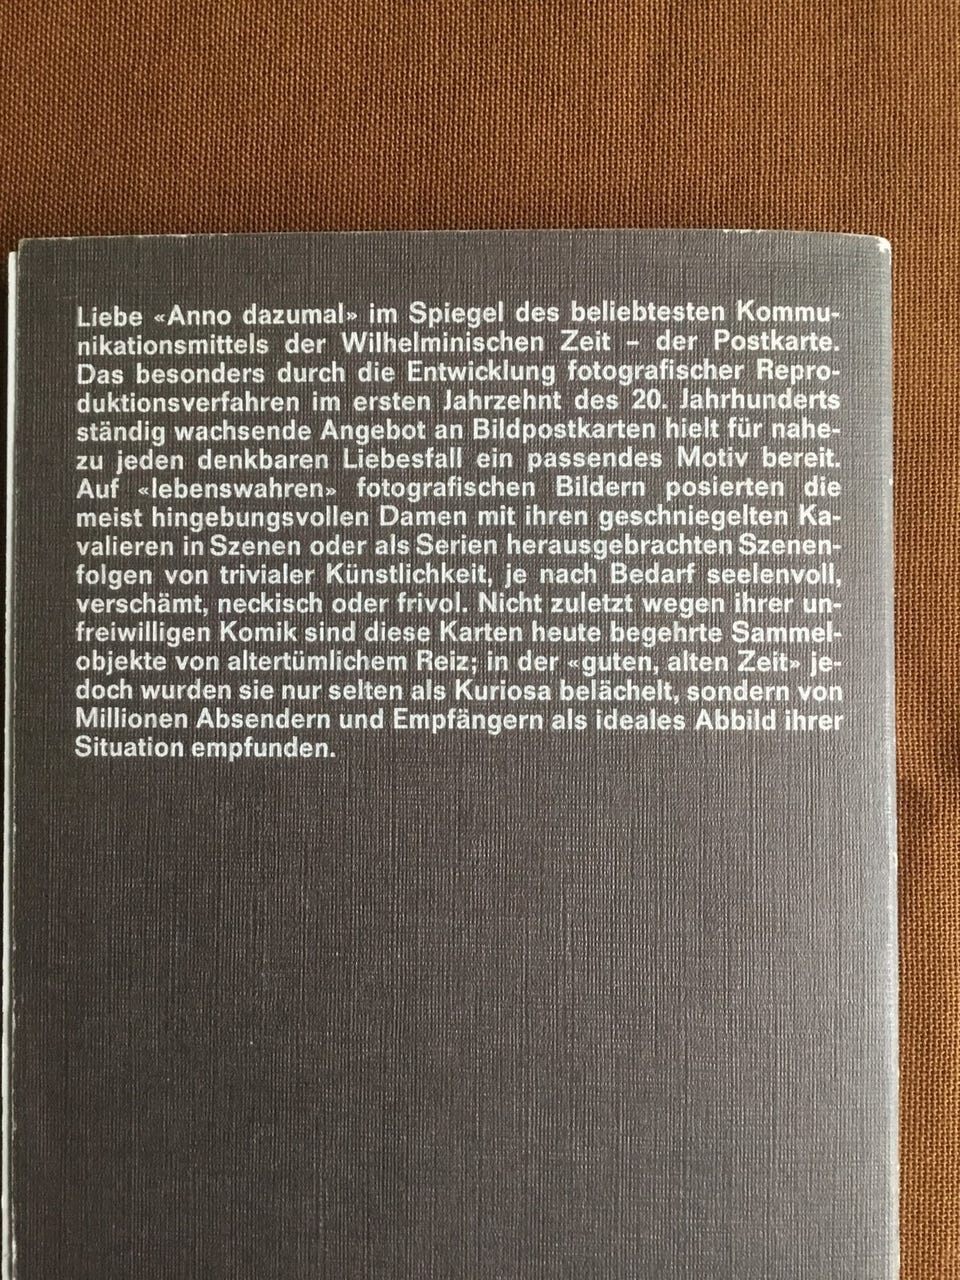 Liebe «Anno dazumal» im Spiegel des beliebtesten Kommu-
nikationsmittels der Wilhelminischen Zeit – der Postkarte.
Das besonders durch die Entwicklung fotografischer Repro-
duktionsverfahren im ersten Jahrzehnt des 20. Jahrhunderts
ständig wachsende Angebot an Bildpostkarten hielt für nahe-
zu jeden denkbaren Liebesfall ein passendes Motiv bereit.
Auf «lebenswahren» fotografischen Bildern posierten die
meist hingebungsvollen Damen mit ihren geschniegelten Ka-
valieren in Szenen oder als Serien herausgebrachten Szenen-
folgen von trivialer Künstlichkeit, je nach Bedarf seelenvoll,
verschämt, neckisch oder frivol. Nicht zuletzt wegen ihrer un-
freiwilligen Komik sind diese Karten heute begehrte Sammel-
objekte von altertümlichem Reiz; in der «guten, alten Zeit» je-
doch wurden sie nur selten als Kuriosa belächelt, sondern von
Millionen Absendern und Empfängern als ideales Abbild ihrer
Situation empfunden.